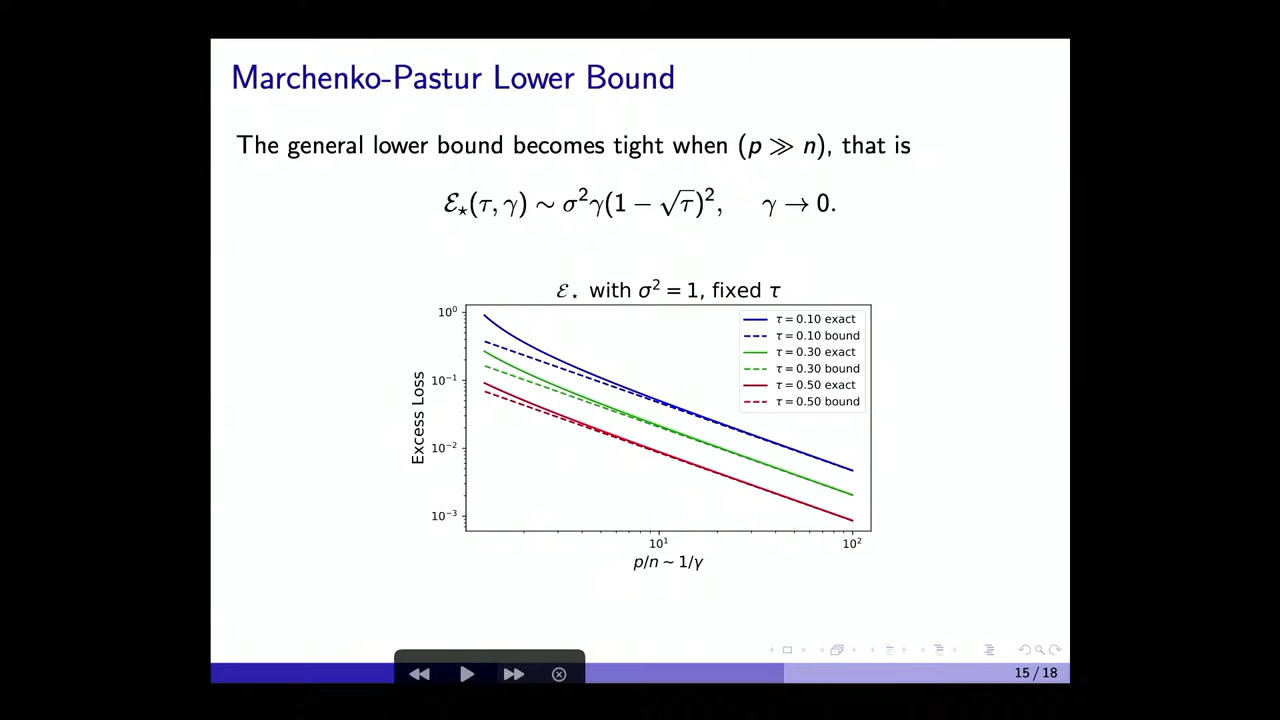 Marchenko-Pastur Lower Bound
The general lower bound becomes tight when (p ≫ n), that is
ℰ⋆(τ, γ) ∼ σ²γ(1 − √τ)², γ → 0.
ℰ⋆ with σ² = 1, fixed τ
10⁰
10⁻¹
10⁻²
10⁻³
Excess Loss
τ = 0.10 exact
τ = 0.10 bound
τ = 0.30 exact
τ = 0.30 bound
τ = 0.50 exact
τ = 0.50 bound
10¹ 10²
p/n ~ 1/γ
15 / 18